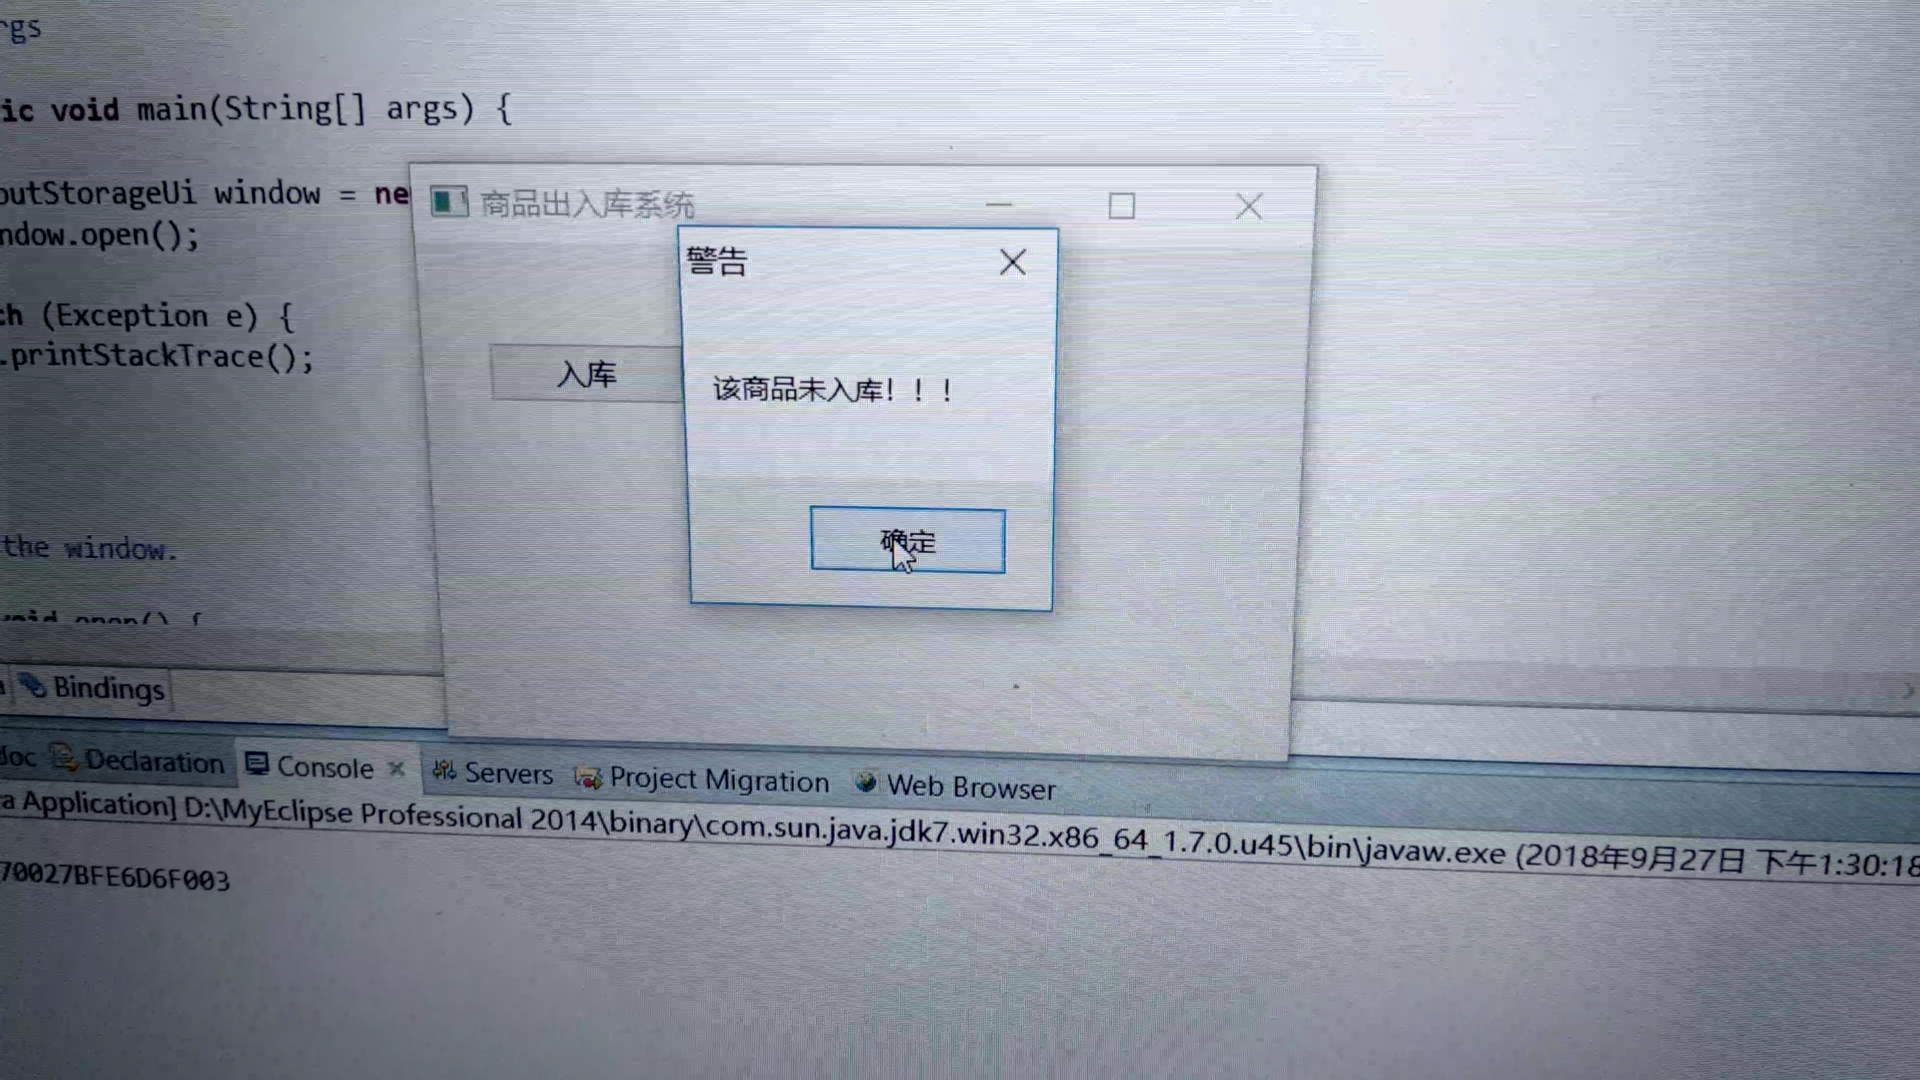 rgs
ic void main(String[] args) {
outStorageUi window = ne
ndow.open();
ch (Exception e) {
.printStackTrace();
the window.
void open() {
商品出入库系统
警告
入库
该商品未入库！！！
确定
Bindings
doc Declaration Console Servers Project Migration Web Browser
a Application] D:\MyEclipse Professional 2014\binary\com.sun.java.jdk7.win32.x86_64_1.7.0.u45\bin\javaw.exe (2018年9月27日 下午1:30:18
70027BFE6D6F003